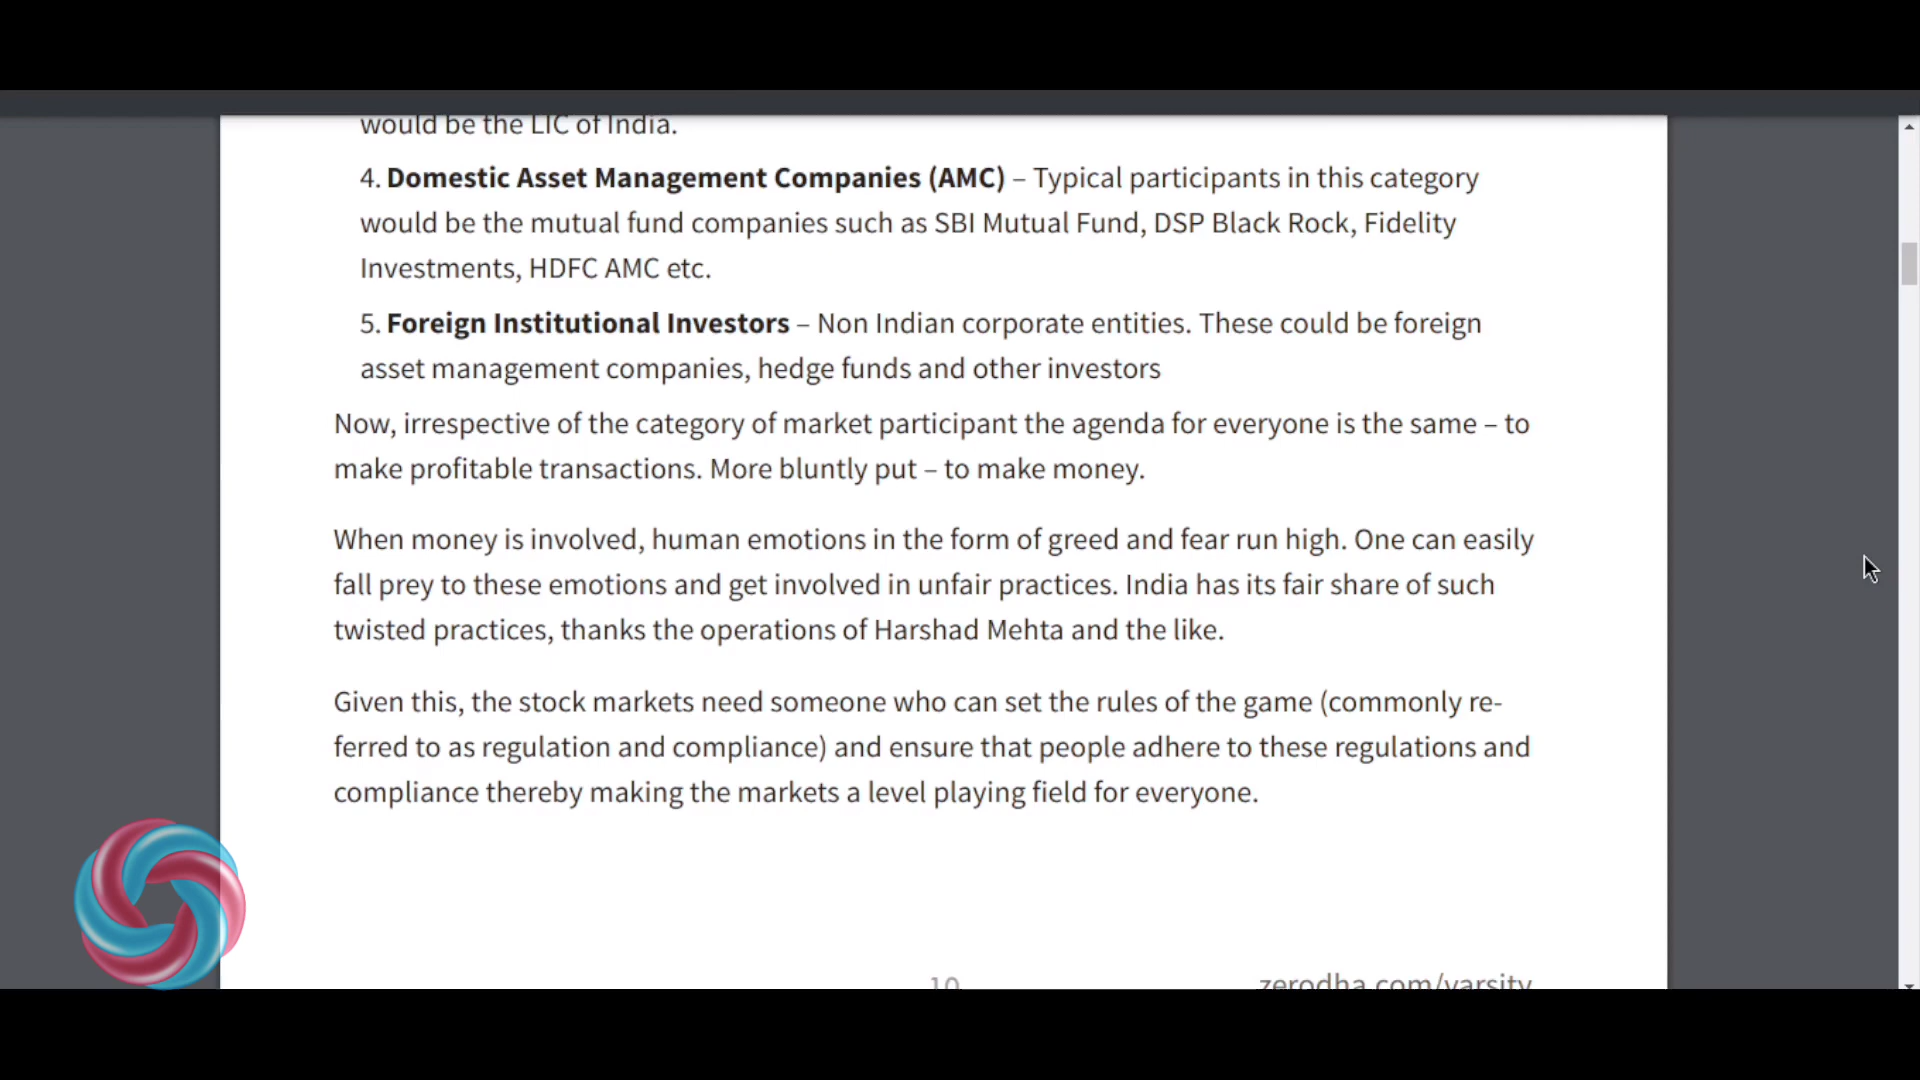 would be the LIC of India.
4. Domestic Asset Management Companies (AMC) – Typical participants in this category
would be the mutual fund companies such as SBI Mutual Fund, DSP Black Rock, Fidelity
Investments, HDFC AMC etc.
5. Foreign Institutional Investors – Non Indian corporate entities. These could be foreign
asset management companies, hedge funds and other investors
Now, irrespective of the category of market participant the agenda for everyone is the same – to
make profitable transactions. More bluntly put – to make money.
When money is involved, human emotions in the form of greed and fear run high. One can easily
fall prey to these emotions and get involved in unfair practices. India has its fair share of such
twisted practices, thanks the operations of Harshad Mehta and the like.
Given this, the stock markets need someone who can set the rules of the game (commonly re-
ferred to as regulation and compliance) and ensure that people adhere to these regulations and
compliance thereby making the markets a level playing field for everyone.
10 zerodha.com/varsity